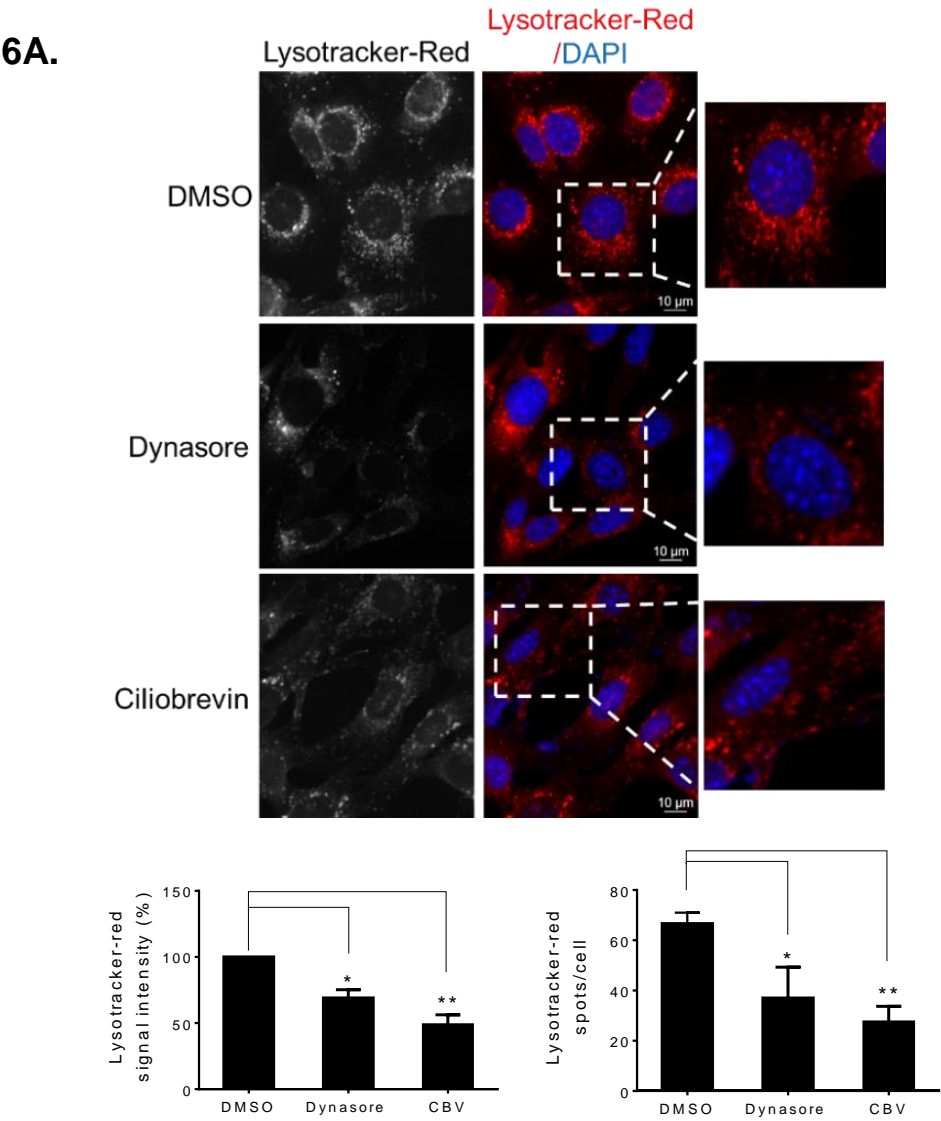 6A.
Lysotracker-Red
Lysotracker-Red
/DAPI
DMSO
10 µm
Dynasore
10 µm
Ciliobrevin
10 µm
Lysotracker-red
signal intensity (%)
150
100
50
0
*
**
DMSO
Dynasore
CBV
Lysotracker-red
spots/cell
80
60
40
20
0
*
**
DMSO
Dynasore
CBV